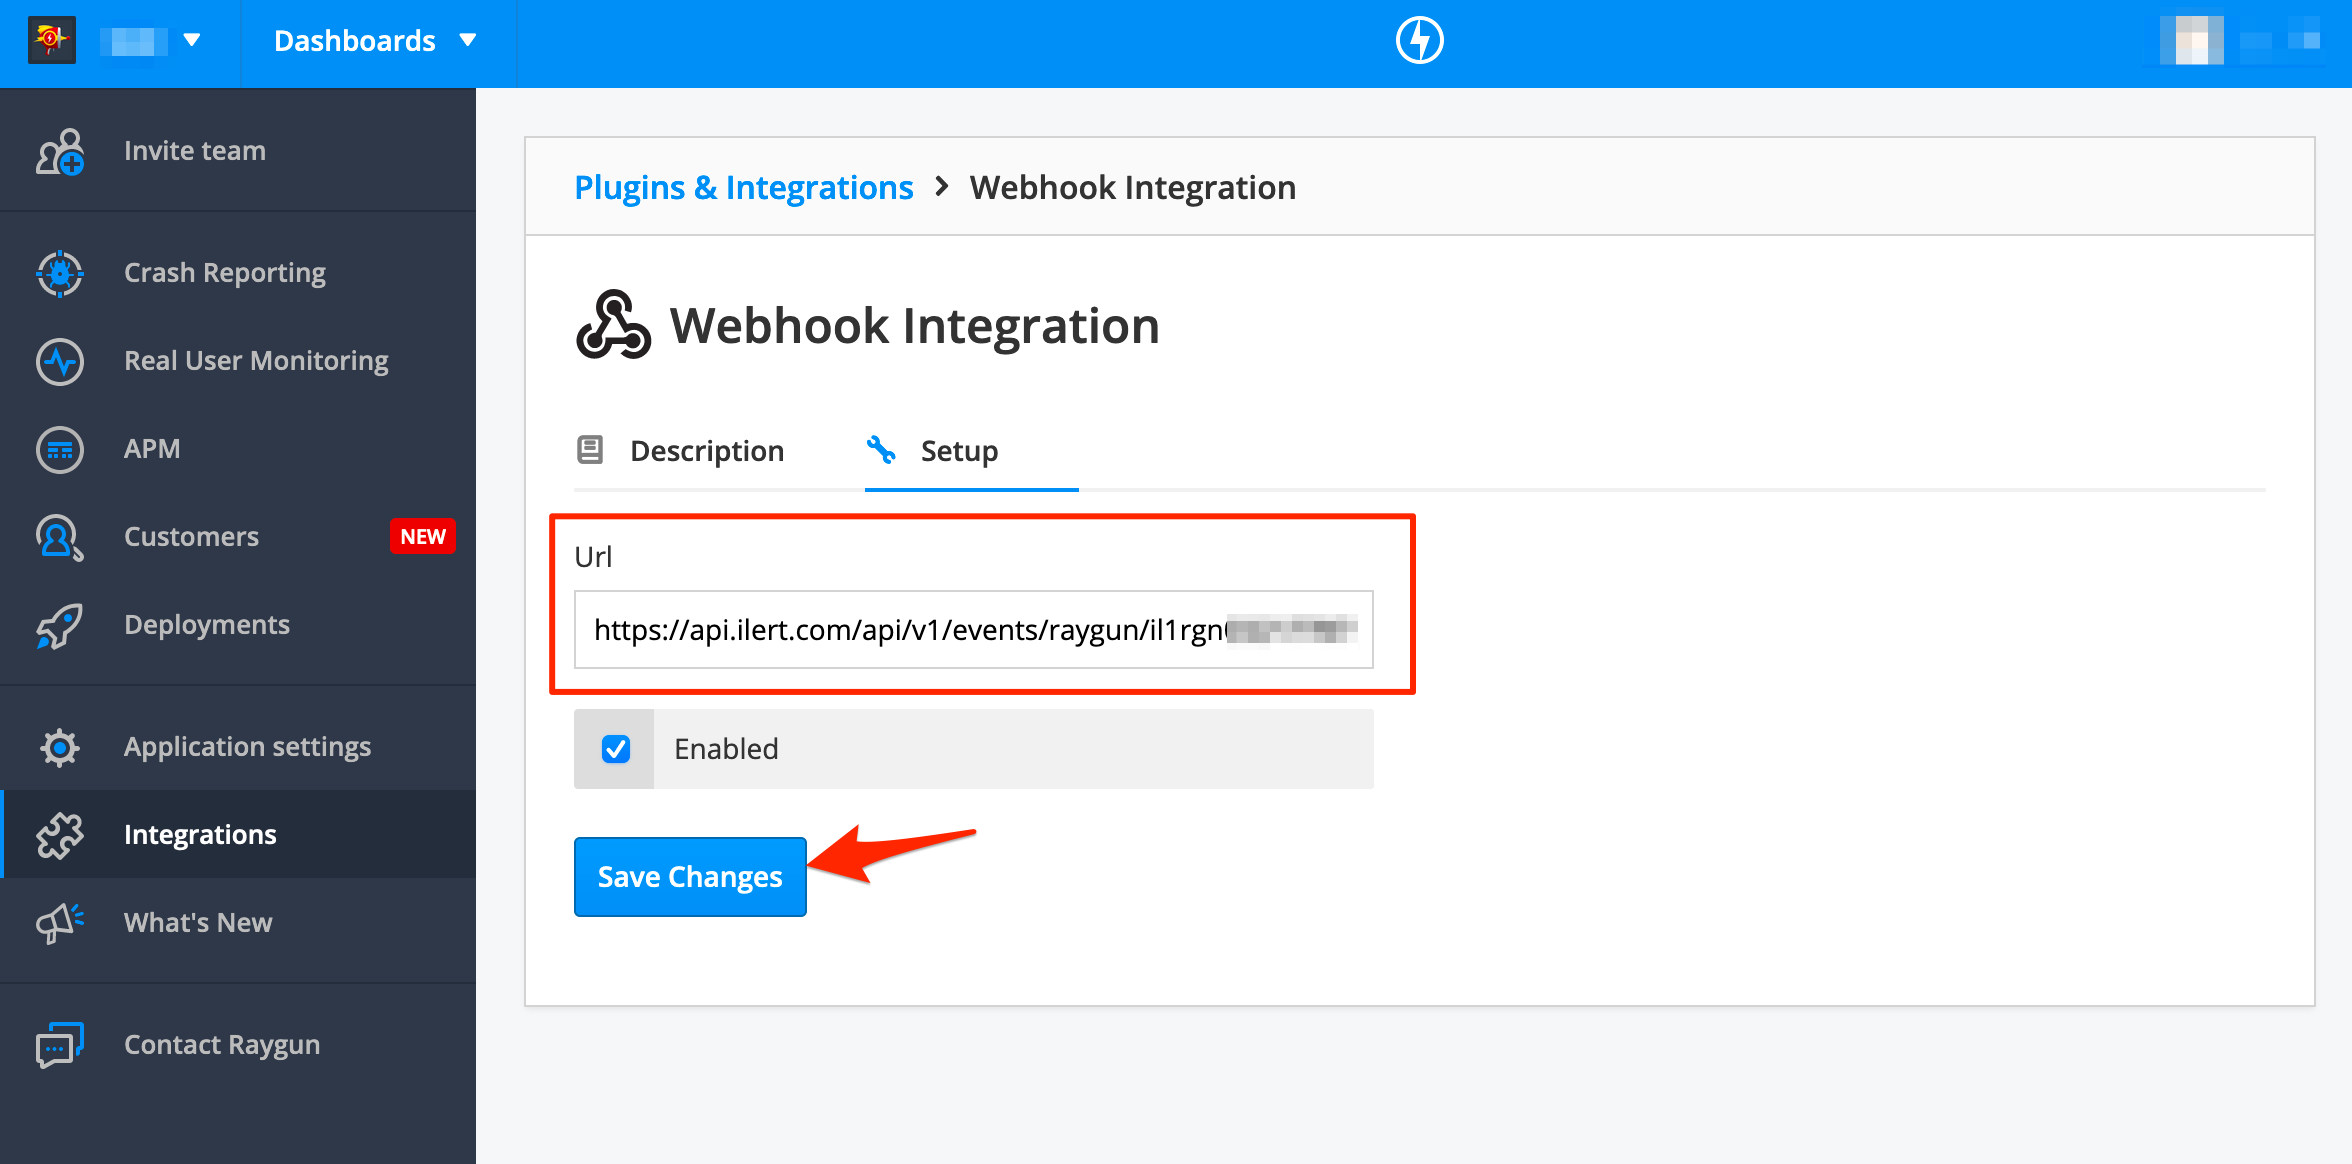 Dashboards
Invite team
Crash Reporting
Real User Monitoring
APM
Customers NEW
Deployments
Application settings
Integrations
What's New
Contact Raygun
Plugins & Integrations > Webhook Integration
Webhook Integration
Description Setup
Url
https://api.ilert.com/api/v1/events/raygun/il1rgn
Enabled
Save Changes